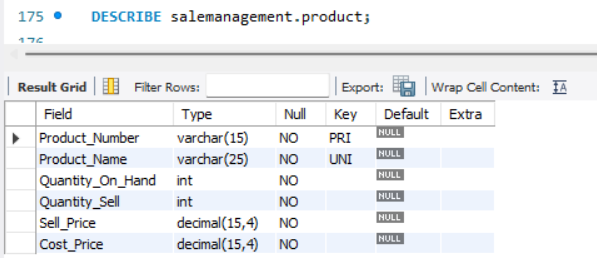 175 DESCRIBE salemanagement.product;
176
Result Grid Filter Rows: Export: Wrap Cell Content: IA
Field Type Null Key Default Extra
Product_Number varchar(15) NO PRI NULL
Product_Name varchar(25) NO UNI NULL
Quantity_On_Hand int NO NULL
Quantity_Sell int NO NULL
Sell_Price decimal(15,4) NO NULL
Cost_Price decimal(15,4) NO NULL